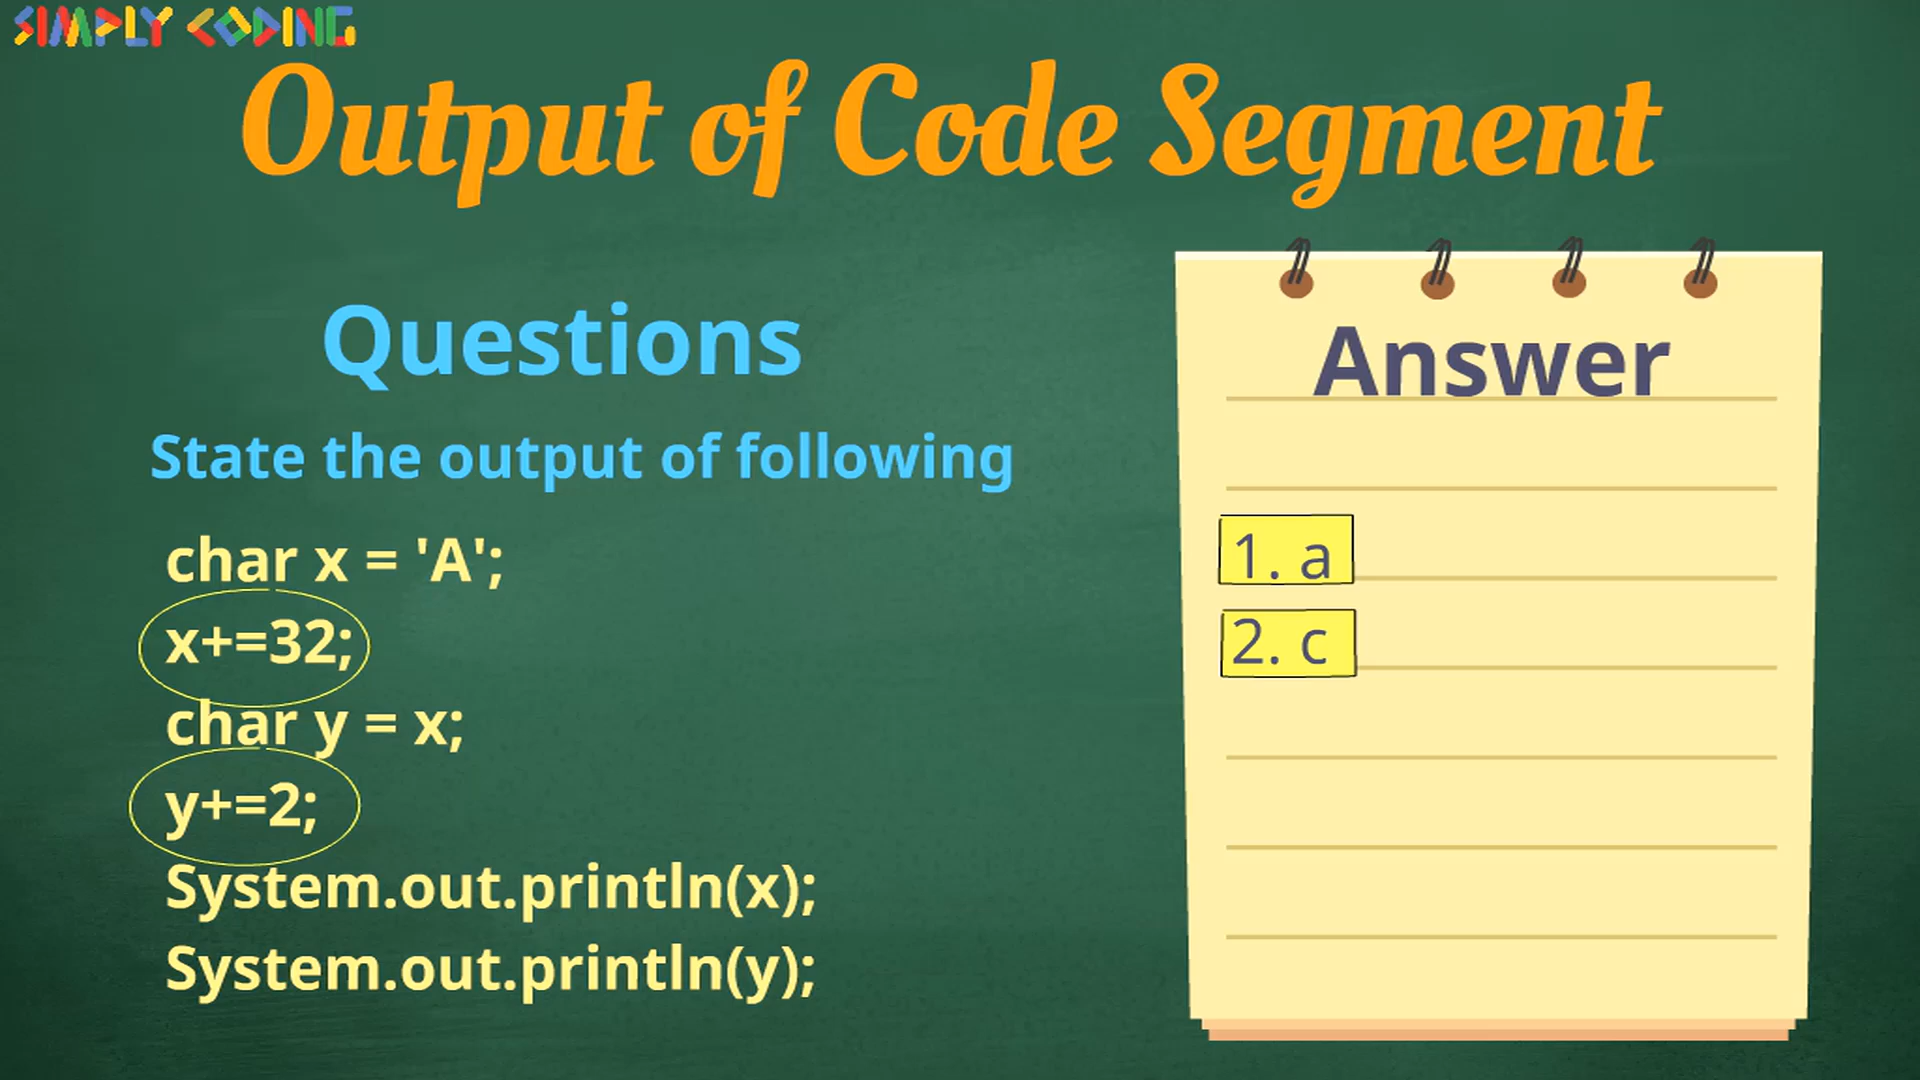 SIMPLY CODING
Output of Code Segment
Questions
State the output of following
char x = 'A';
x+=32;
char y = x;
y+=2;
System.out.println(x);
System.out.println(y);
Answer
1. a
2. c